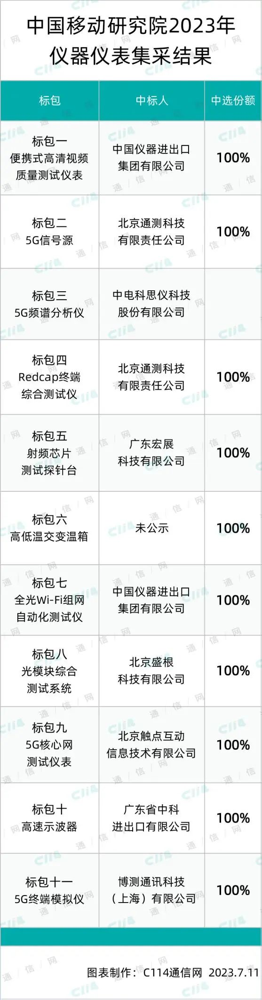 中国移动研究院2023年
仪器仪表集采结果
标包 中标人 中选份额
标包一
便携式高清视频
质量测试仪表
中国仪器进出口
集团有限公司
100%
标包二
5G信号源
北京通测科技
有限责任公司
100%
标包三
5G频谱分析仪
中电科思仪科技
股份有限公司
标包四
Redcap终端
综合测试仪
北京通测科技
有限责任公司
100%
标包五
射频芯片
测试探针台
广东宏展
科技有限公司
100%
标包六
高低温交变温箱
未公示
100%
标包七
全光Wi-Fi组网
自动化测试仪
中国仪器进出口
集团有限公司
100%
标包八
光模块综合
测试系统
北京盛根
科技有限公司
100%
标包九
5G核心网
测试仪表
北京触点互动
信息技术有限公司
100%
标包十
高速示波器
广东省中科
进出口有限公司
100%
标包十一
5G终端模拟仪
博测通讯科技
（上海）有限公司
100%
图表制作：C114通信网 2023.7.11